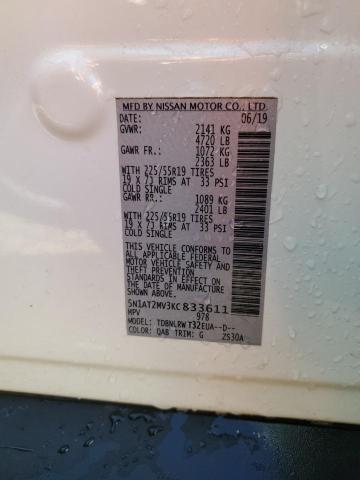 MFD BY NISSAN MOTOR CO., LTD.
DATE: 06/19
GVWR: 2141 KG
4720 LB
GAWR FR.: 1072 KG
2363 LB
WITH 225/55R19 TIRES
19 X 7J RIMS AT 33 PSI
COLD SINGLE
GAWR RR.: 1089 KG
2401 LB
WITH 225/55R19 TIRES
19 X 7J RIMS AT 33 PSI
COLD SINGLE
THIS VEHICLE CONFORMS TO
ALL APPLICABLE FEDERAL
MOTOR VEHICLE SAFETY
STANDARDS IN EFFECT ON THE
DATE OF MANUFACTURE
SHOWN ABOVE.
5N1AT2MV3KC833611
MPV 978
MODEL: TDBNLRWT32EUA--D--
COLOR: QAB TRIM: G 2S30A